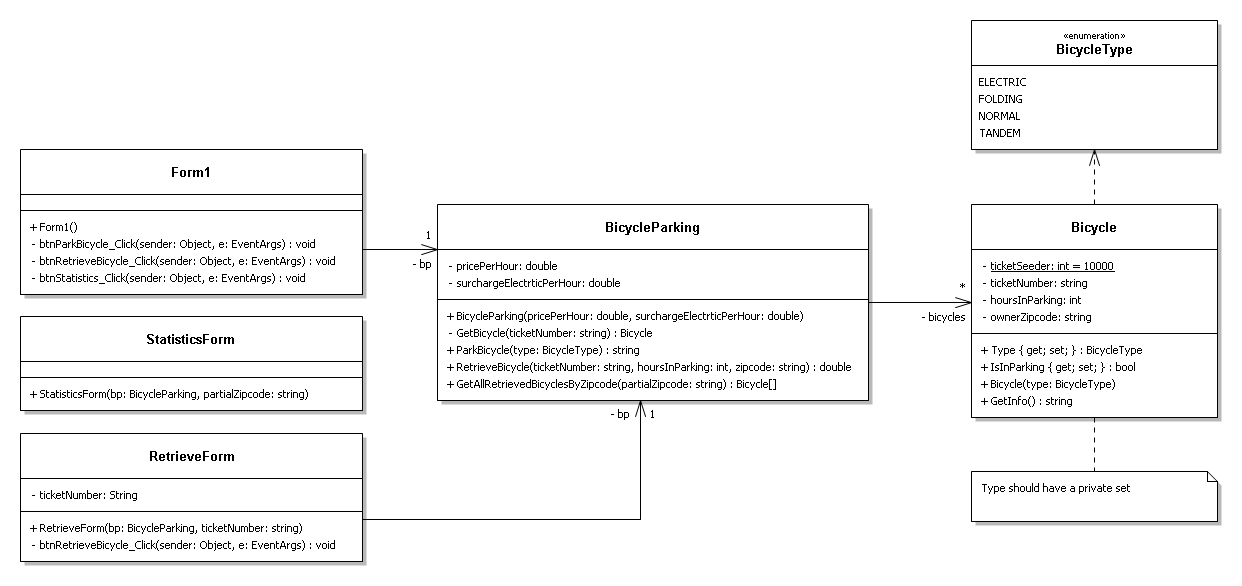 «enumeration»
BicycleType
ELECTRIC
FOLDING
NORMAL
TANDEM
Form1
+ Form1()
- btnParkBicycle_Click(sender: Object, e: EventArgs) : void
- btnRetrieveBicycle_Click(sender: Object, e: EventArgs) : void
- btnStatistics_Click(sender: Object, e: EventArgs) : void
1
- bp
StatisticsForm
+ StatisticsForm(bp: BicycleParking, partialZipcode: string)
RetrieveForm
- ticketNumber: String
+ RetrieveForm(bp: BicycleParking, ticketNumber: string)
- btnRetrieveBicycle_Click(sender: Object, e: EventArgs) : void
BicycleParking
- pricePerHour: double
- surchargeElectrticPerHour: double
+ BicycleParking(pricePerHour: double, surchargeElectrticPerHour: double)
- GetBicycle(ticketNumber: string) : Bicycle
+ ParkBicycle(type: BicycleType) : string
+ RetrieveBicycle(ticketNumber: string, hoursInParking: int, zipcode: string) : double
+ GetAllRetrievedBicyclesByZipcode(partialZipcode: string) : Bicycle[]
- bp 1
*
- bicycles
Bicycle
- ticketSeeder: int = 10000
- ticketNumber: string
- hoursInParking: int
- ownerZipcode: string
+ Type { get; set; } : BicycleType
+ IsInParking { get; set; } : bool
+ Bicycle(type: BicycleType)
+ GetInfo() : string
Type should have a private set